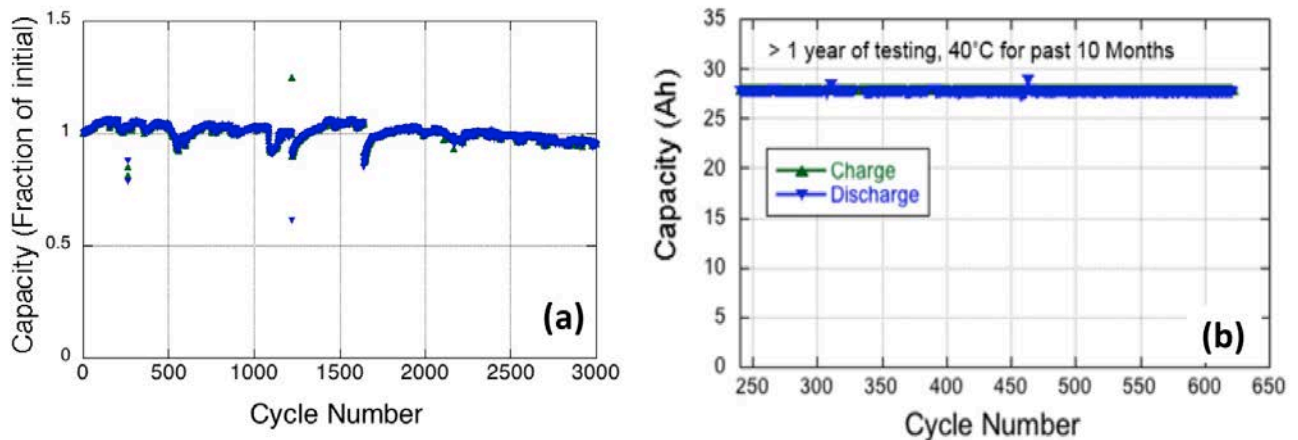 1.5
1
0.5
0
0 500 1000 1500 2000 2500 3000
Capacity (Fraction of initial)
Cycle Number
(a)
35
30
25
20
15
10
5
0
250 300 350 400 450 500 550 600 650
Capacity (Ah)
Cycle Number
> 1 year of testing, 40°C for past 10 Months
Charge
Discharge
(b)